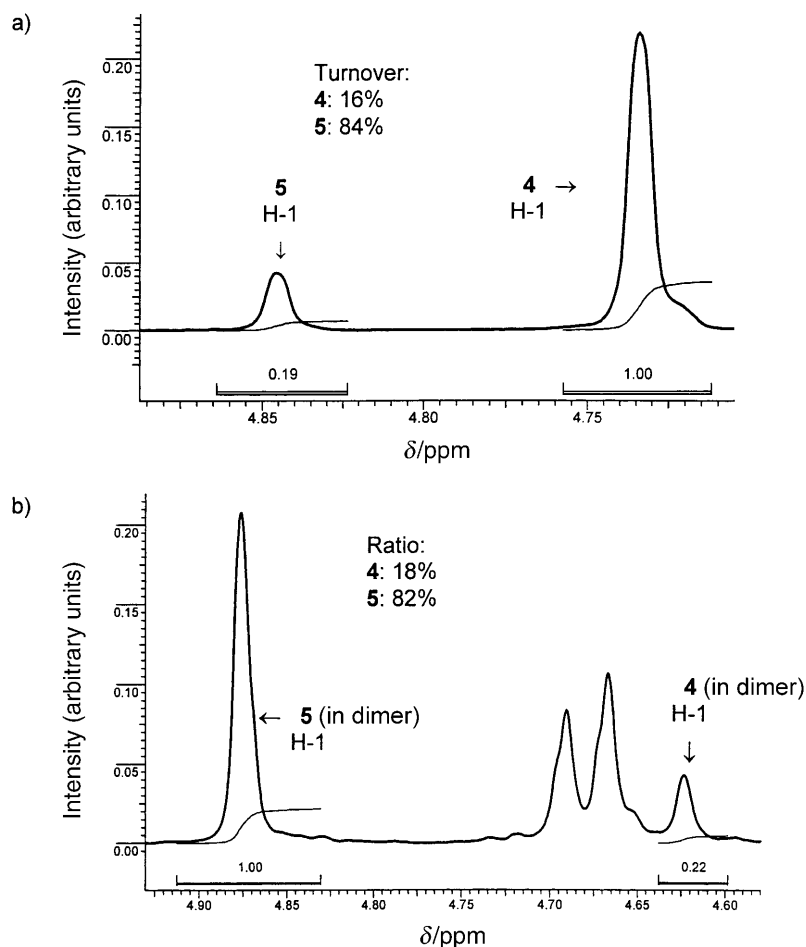 a)
Intensity (arbitrary units)
0.20
0.15
0.10
0.05
0.00
Turnover:
4: 16%
5: 84%
5
H-1
↓
4 →
H-1
0.19
1.00
4.85
4.80
4.75
δ/ppm
b)
Intensity (arbitrary units)
0.20
0.15
0.10
0.05
0.00
Ratio:
4: 18%
5: 82%
← 5 (in dimer)
H-1
4 (in dimer)
H-1
↓
1.00
0.22
4.90
4.85
4.80
4.75
4.70
4.65
4.60
δ/ppm